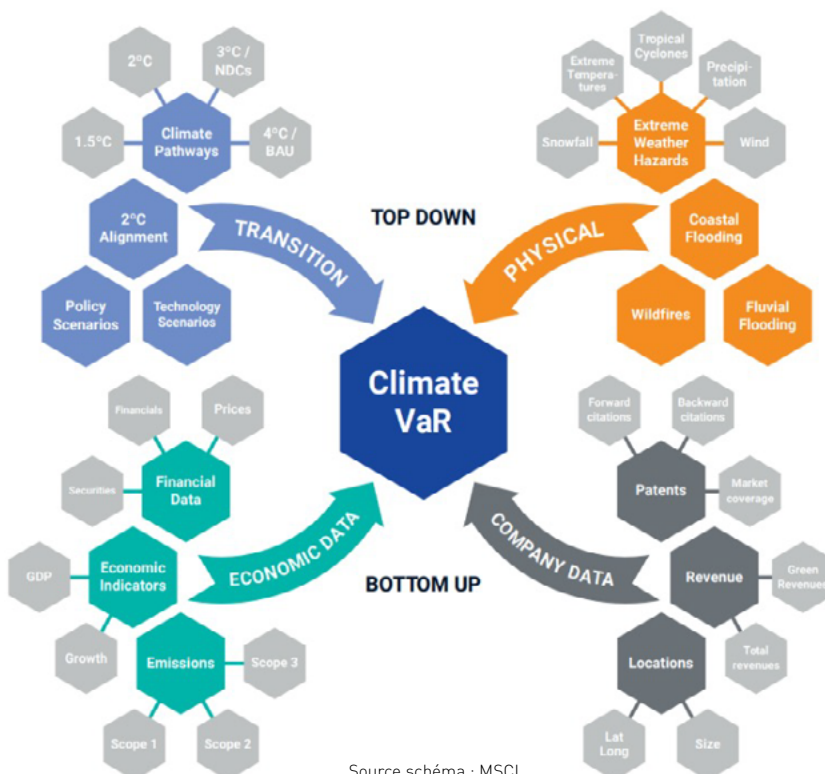 2°C
3°C /
NDCs
1.5°C
Climate
Pathways
4°C /
BAU
2°C
Alignment
Policy
Scenarios
Technology
Scenarios
TRANSITION
TOP DOWN
Tropical
Cyclones
Extreme
Tempera-
tures
Precipi-
tation
Snowfall
Extreme
Weather
Hazards
Wind
PHYSICAL
Coastal
Flooding
Wildfires
Fluvial
Flooding
Climate
VaR
Financials
Prices
Securities
Financial
Data
GDP
Economic
Indicators
Growth
Emissions
Scope 3
Scope 1
Scope 2
ECONOMIC DATA
BOTTOM UP
Forward
citations
Backward
citations
Patents
Market
coverage
COMPANY DATA
Revenue
Green
Revenues
Locations
Total
revenues
Lat
Long
Size
Source schéma : MSCI